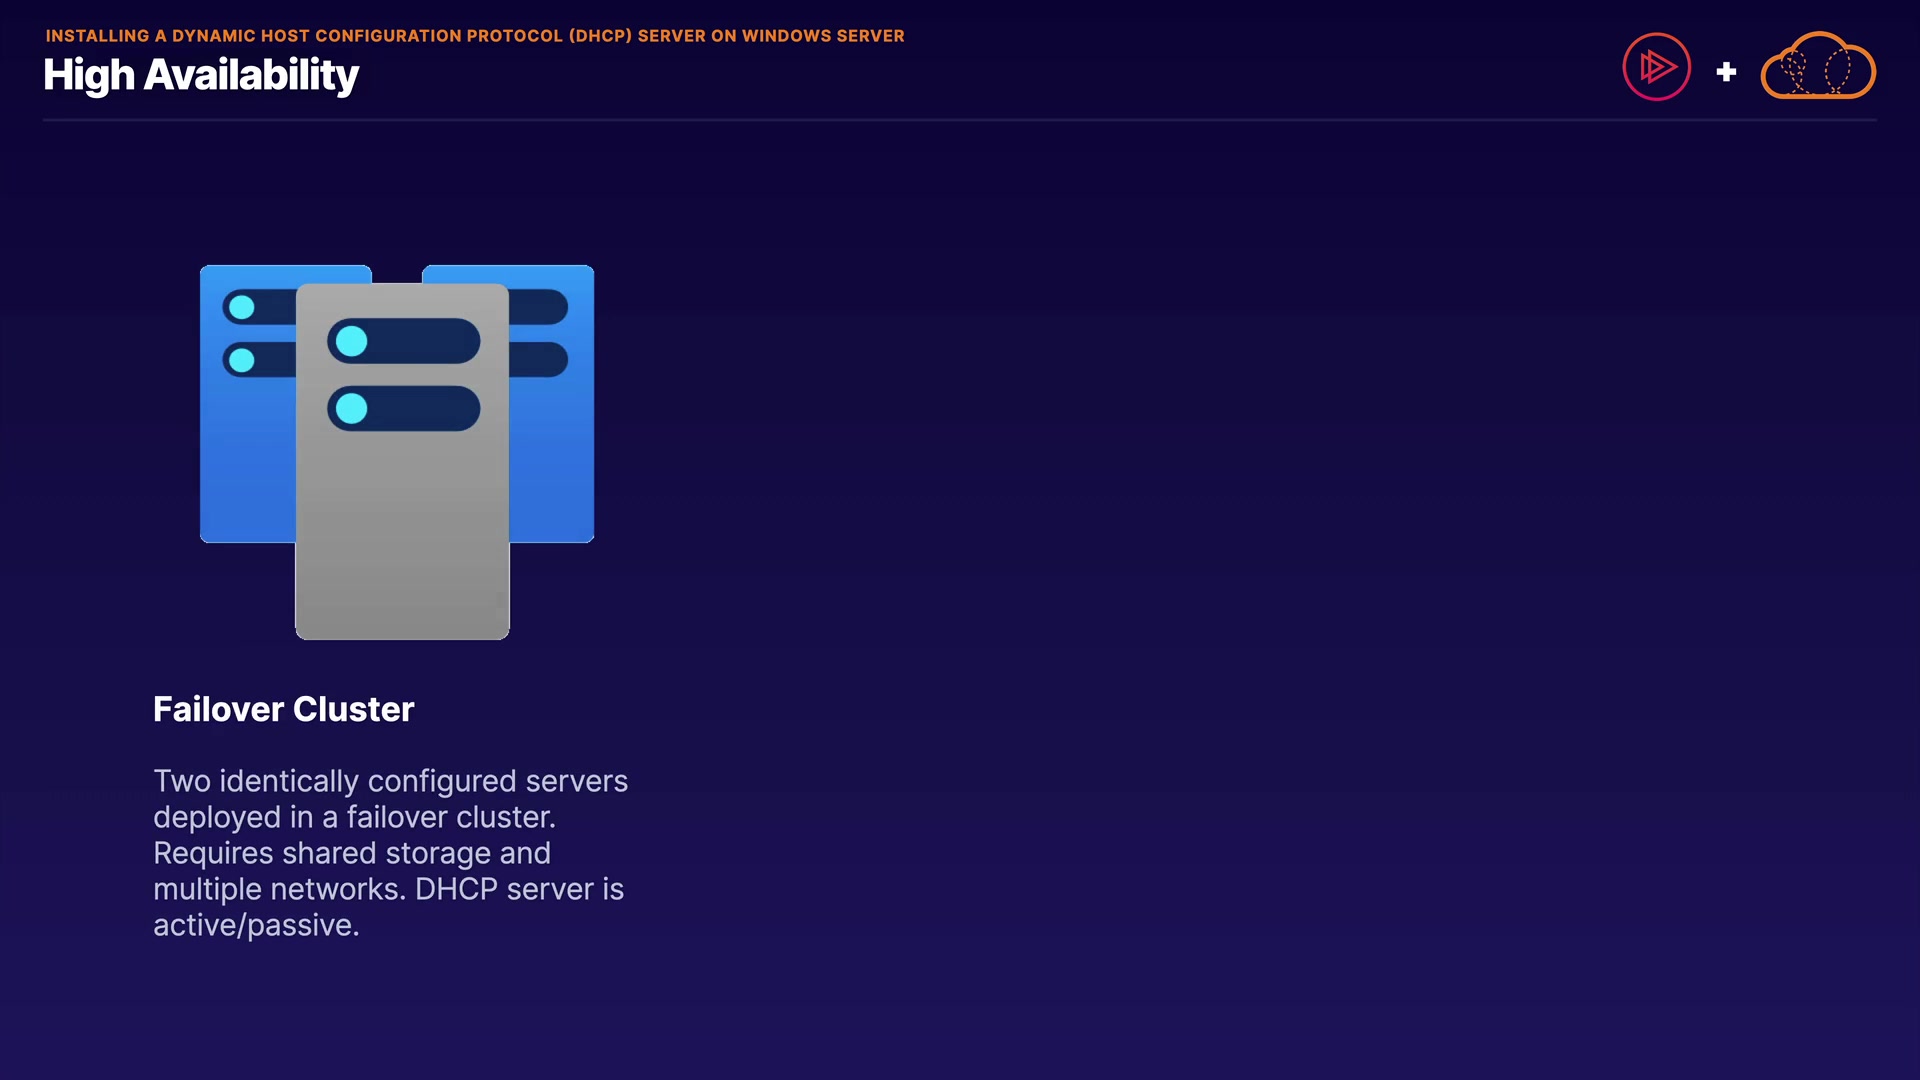 INSTALLING A DYNAMIC HOST CONFIGURATION PROTOCOL (DHCP) SERVER ON WINDOWS SERVER
High Availability
Failover Cluster
Two identically configured servers
deployed in a failover cluster.
Requires shared storage and
multiple networks. DHCP server is
active/passive.